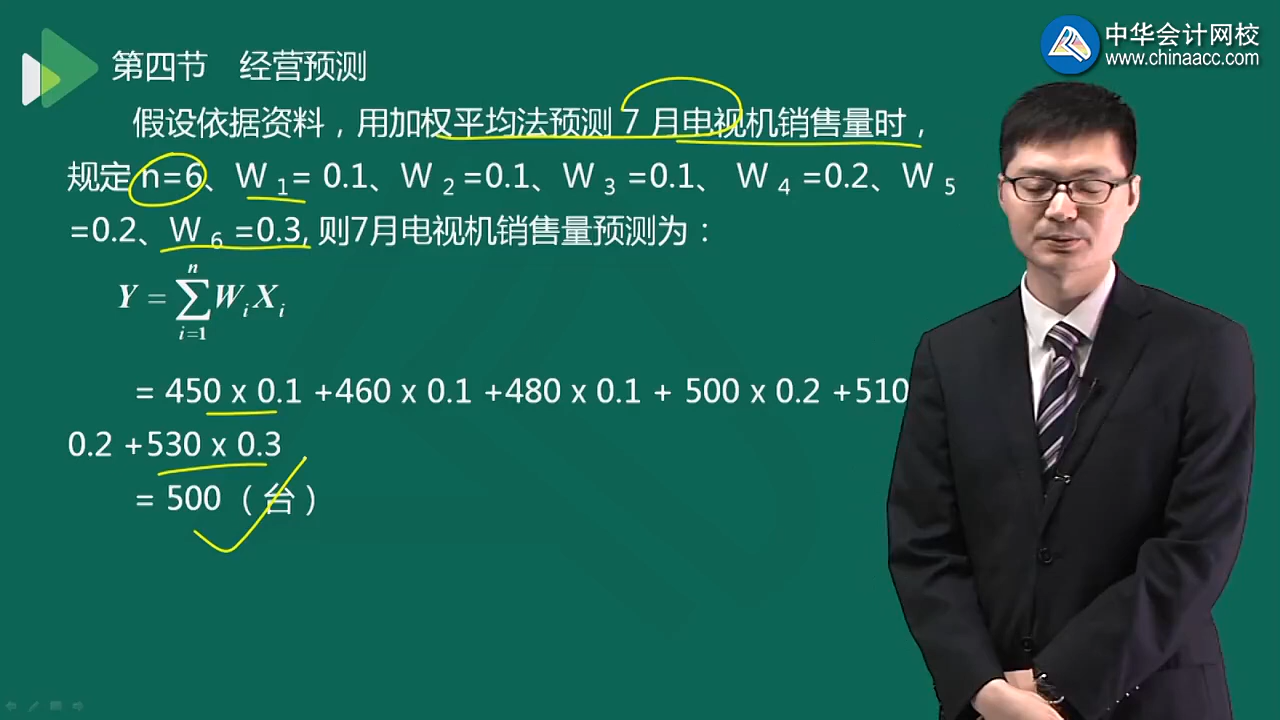 中华会计网校
www.chinaacc.com
第四节 经营预测
假设依据资料，用加权平均法预测 7 月电视机销售量时，
规定 n=6、W 1= 0.1、W 2 =0.1、W 3 =0.1、 W 4 =0.2、W 5
=0.2、W 6 =0.3, 则7月电视机销售量预测为：
Y = ∑ n i=1 W i X i
= 450 x 0.1 +460 x 0.1 +480 x 0.1 + 500 x 0.2 +510
0.2 +530 x 0.3
= 500 （台）